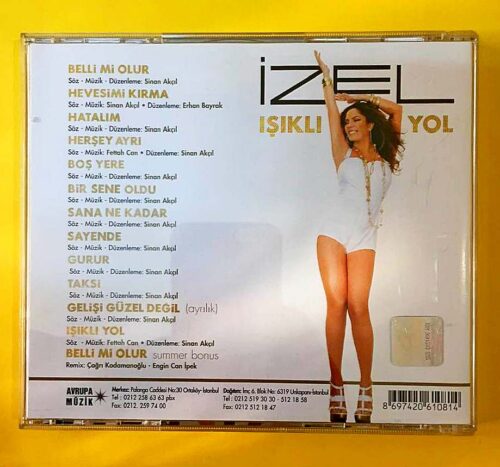 İZEL
IŞIKLI YOL
BELLİ Mİ OLUR
Söz - Müzik - Düzenleme: Sinan Akçıl
HEVESİMİ KIRMA
Söz - Müzik: Sinan Akçıl • Düzenleme: Erhan Bayrak
HATALIM
Söz - Müzik - Düzenleme: Sinan Akçıl
HERŞEY AYRI
Söz - Müzik: Fettah Can • Düzenleme: Sinan Akçıl
BOŞ YERE
Söz - Müzik - Düzenleme: Sinan Akçıl
BİR SENE OLDU
Söz - Müzik - Düzenleme: Sinan Akçıl
SANA NE KADAR
Söz - Müzik - Düzenleme: Sinan Akçıl
SAYENDE
Söz - Müzik - Düzenleme: Sinan Akçıl
GURUR
Söz - Müzik - Düzenleme: Sinan Akçıl
TAKSİ
Söz - Müzik - Düzenleme: Sinan Akçıl
GELİŞİ GÜZEL DEĞİL (ayrılık)
Söz - Müzik - Düzenleme: Sinan Akçıl
IŞIKLI YOL
Söz - Müzik: Fettah Can • Düzenleme: Sinan Akçıl
BELLİ Mİ OLUR summer bonus
Remix: Çağın Kadamanoğlu - Engin Can İpek
AVRUPA
MÜZİK
Merkez: Palanga Caddesi No:30 Ortaköy-İstanbul
Tel : 0212 258 63 63 pbx
Fax: 0212. 259 74 00
Dağıtım: İmç 6. Blok No: 6319 Unkapanı-İstanbul
Tel : 0212 519 30 30 - 512 18 58
Fax: 0212 512 18 47
8 697420 610814